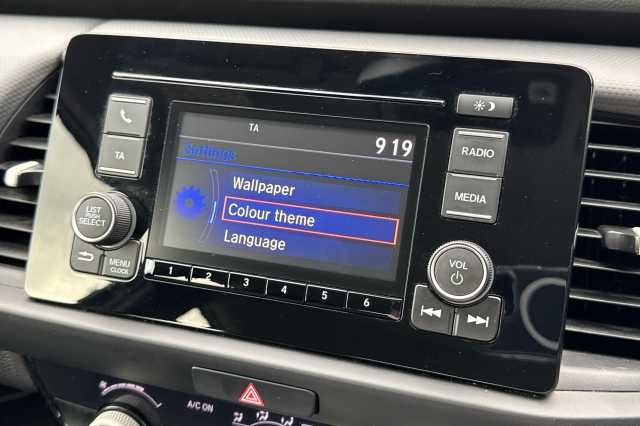 TA
919
Settings
Wallpaper
Colour theme
Language
TA
LIST
PUSH
SELECT
MENU
CLOCK
1 2 3 4 5 6
RADIO
MEDIA
VOL
A/C ON